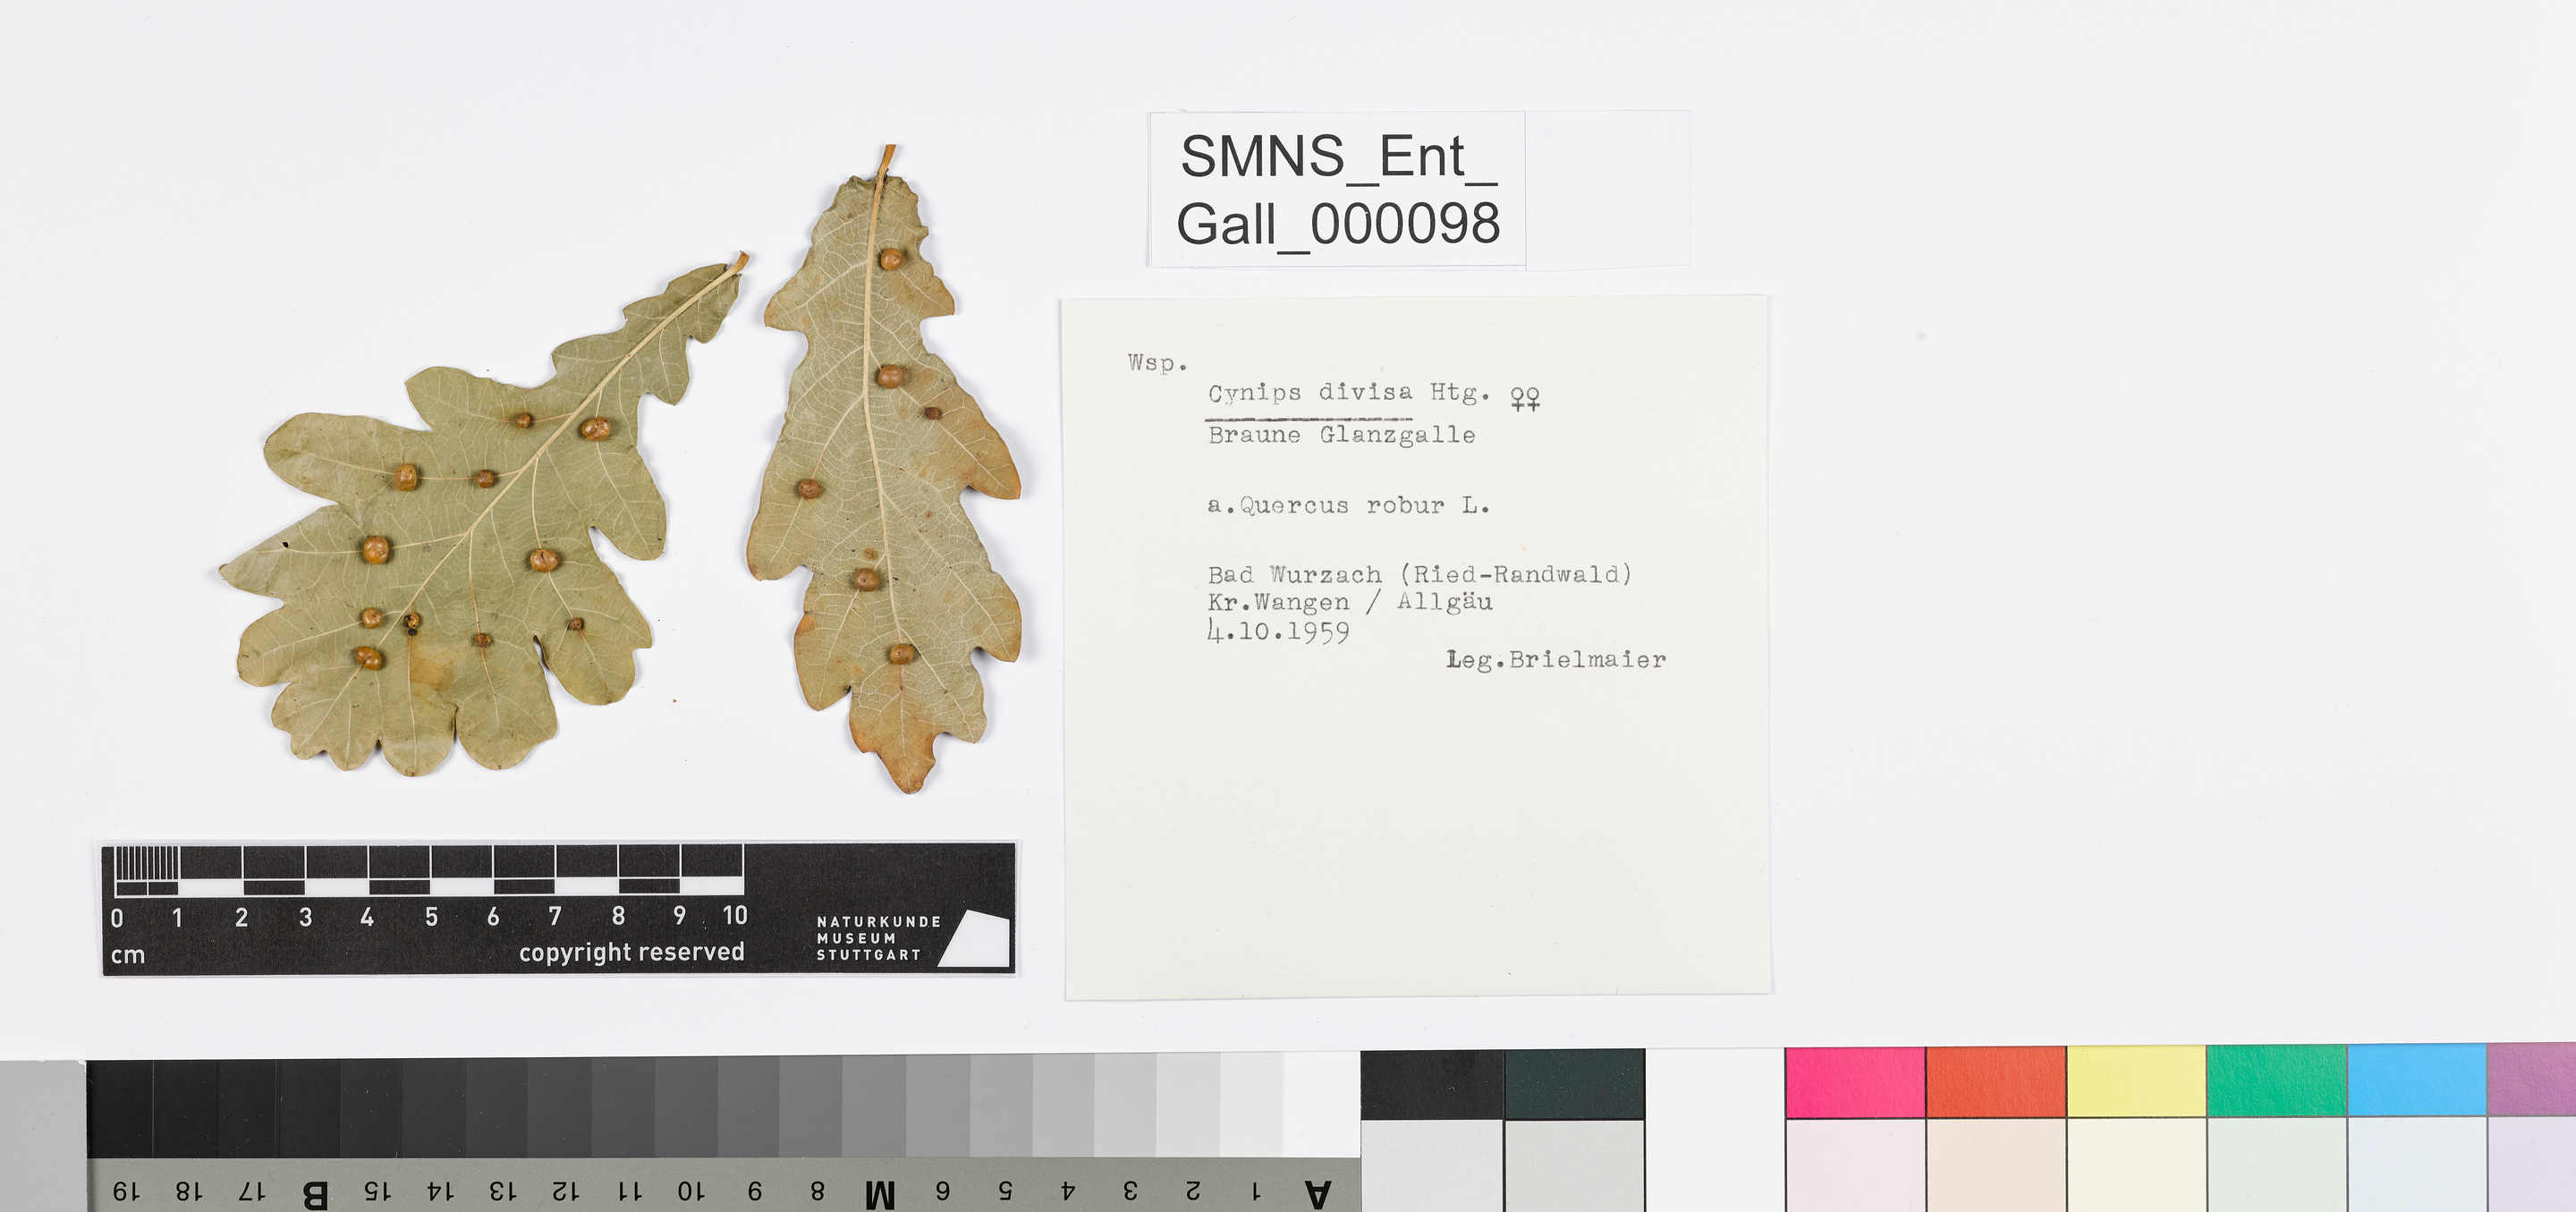 SMNS_Ent_
Gall_000098
Wsp.
Cynips divisa Htg. ♀♀
Braune Glanzgalle
a.Quercus robur L.
Bad Wurzach (Ried-Randwald)
Kr.Wangen / Allgäu
4.10.1959
Leg.Brielmaier
0 1 2 3 4 5 6 7 8 9 10
cm
copyright reserved
NATURKUNDE
MUSEUM
STUTTGART
19 18 17 B 15 14 13 12 11 10 9 8 M 6 5 4 3 2 1 A